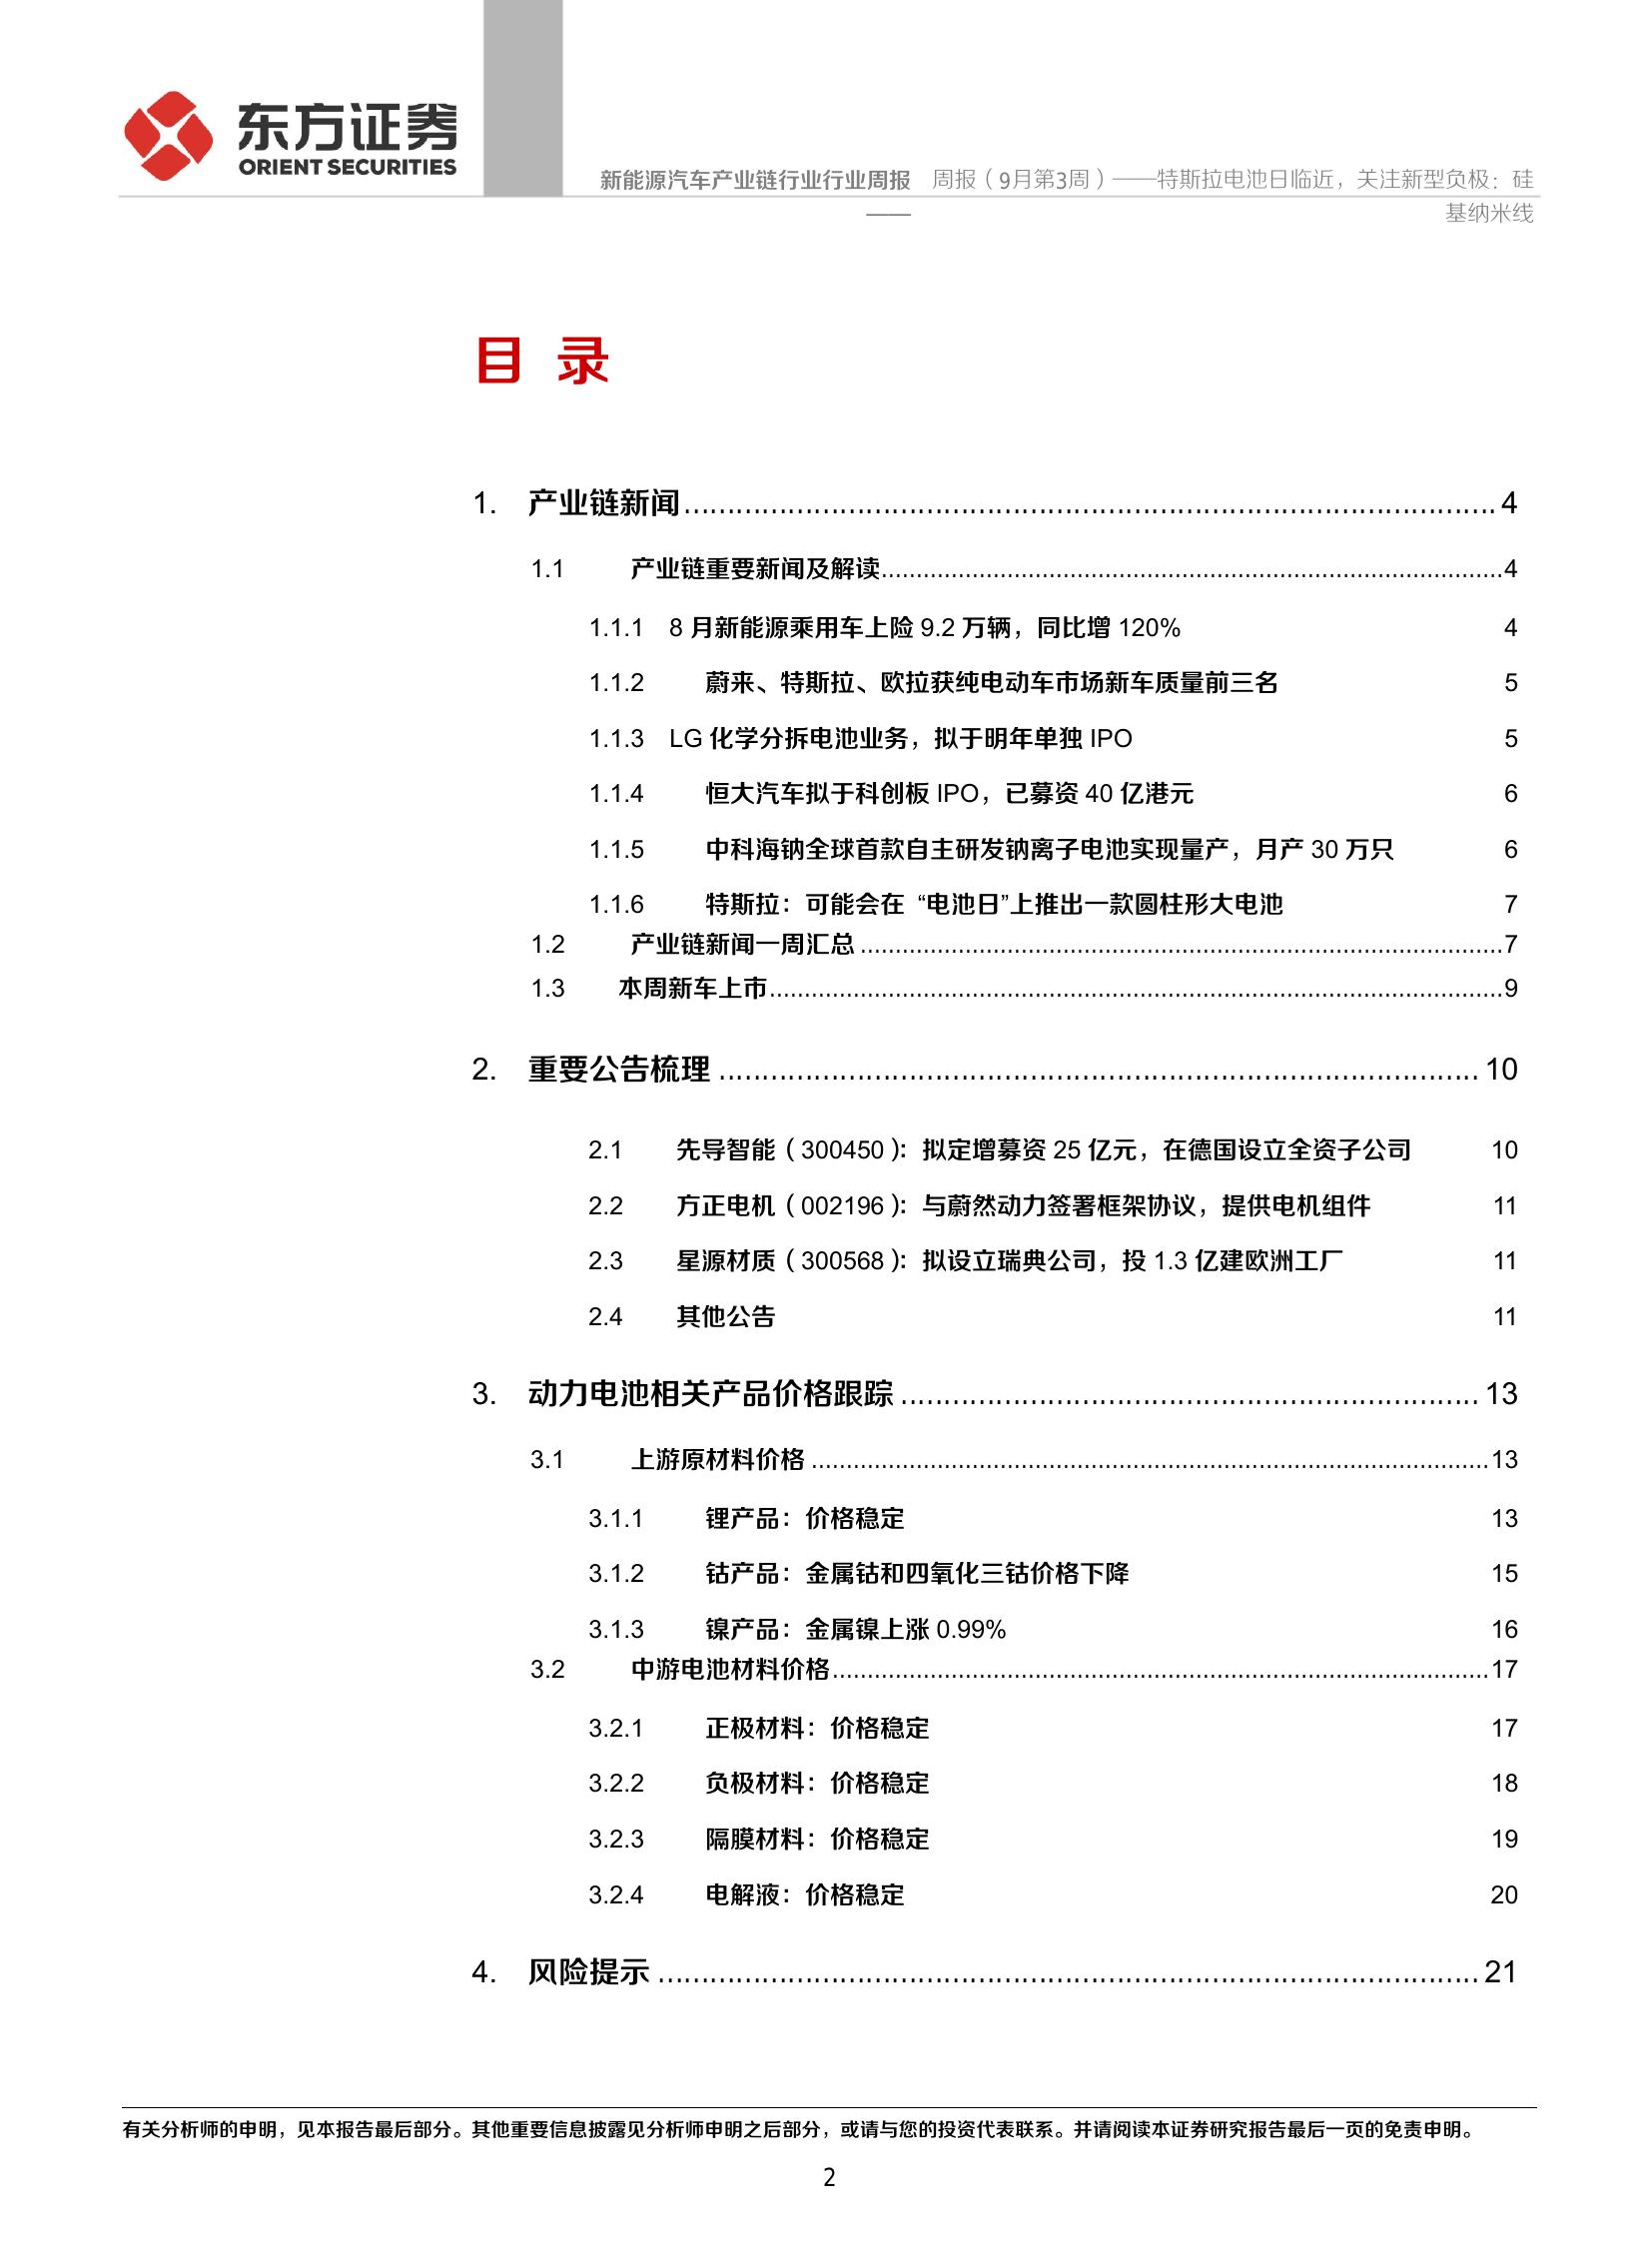 东方证券
ORIENT SECURITIES
新能源汽车产业链行业行业周报 周报（9月第3周）——特斯拉电池日临近，关注新型负极：硅
—— 基纳米线
目 录
1. 产业链新闻........................................................................................ 4
1.1 产业链重要新闻及解读........................................................................................4
1.1.1 8 月新能源乘用车上险 9.2 万辆，同比增 120% 4
1.1.2 蔚来、特斯拉、欧拉获纯电动车市场新车质量前三名 5
1.1.3 LG 化学分拆电池业务，拟于明年单独 IPO 5
1.1.4 恒大汽车拟于科创板 IPO，已募资 40 亿港元 6
1.1.5 中科海钠全球首款自主研发钠离子电池实现量产，月产 30 万只 6
1.1.6 特斯拉：可能会在 “电池日”上推出一款圆柱形大电池 7
1.2 产业链新闻一周汇总 ........................................................................................7
1.3 本周新车上市........................................................................................9
2. 重要公告梳理 ........................................................................................ 10
2.1 先导智能（300450）：拟定增募资 25 亿元，在德国设立全资子公司 10
2.2 方正电机（002196）：与蔚然动力签署框架协议，提供电机组件 11
2.3 星源材质（300568）：拟设立瑞典公司，投 1.3 亿建欧洲工厂 11
2.4 其他公告 11
3. 动力电池相关产品价格跟踪 ........................................................................ 13
3.1 上游原材料价格 ........................................................................................13
3.1.1 锂产品：价格稳定 13
3.1.2 钴产品：金属钴和四氧化三钴价格下降 15
3.1.3 镍产品：金属镍上涨 0.99% 16
3.2 中游电池材料价格........................................................................................17
3.2.1 正极材料：价格稳定 17
3.2.2 负极材料：价格稳定 18
3.2.3 隔膜材料：价格稳定 19
3.2.4 电解液：价格稳定 20
4. 风险提示 ........................................................................................ 21
有关分析师的申明，见本报告最后部分。其他重要信息披露见分析师申明之后部分，或请与您的投资代表联系。并请阅读本证券研究报告最后一页的免责申明。
2